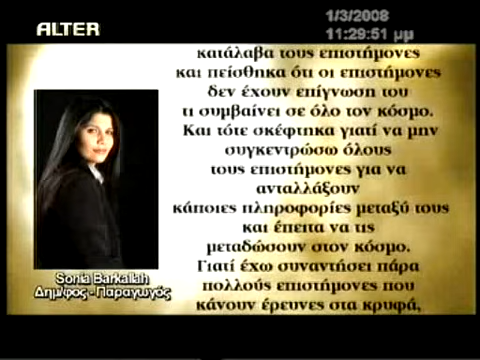 ALTER
1/3/2008
11:29:51 μμ
κατάλαβα τους επιστήμονες
και πείσθηκα ότι οι επιστήμονες
δεν έχουν επίγνωση του
τι συμβαίνει σε όλο τον κόσμο.
Και τότε σκέφτηκα γιατί να μην
συγκεντρώσω όλους
τους επιστήμονες για να
ανταλλάξουν
κάποιες πληροφορίες μεταξύ τους
και έπειτα να τις
μεταδώσουν στον κόσμο.
Γιατί έχω συναντήσει πάρα
πολλούς επιστήμονες που
κάνουν έρευνες στα κρυφά,
Sonia Barkallah
Δημ/φος - Παραγωγός